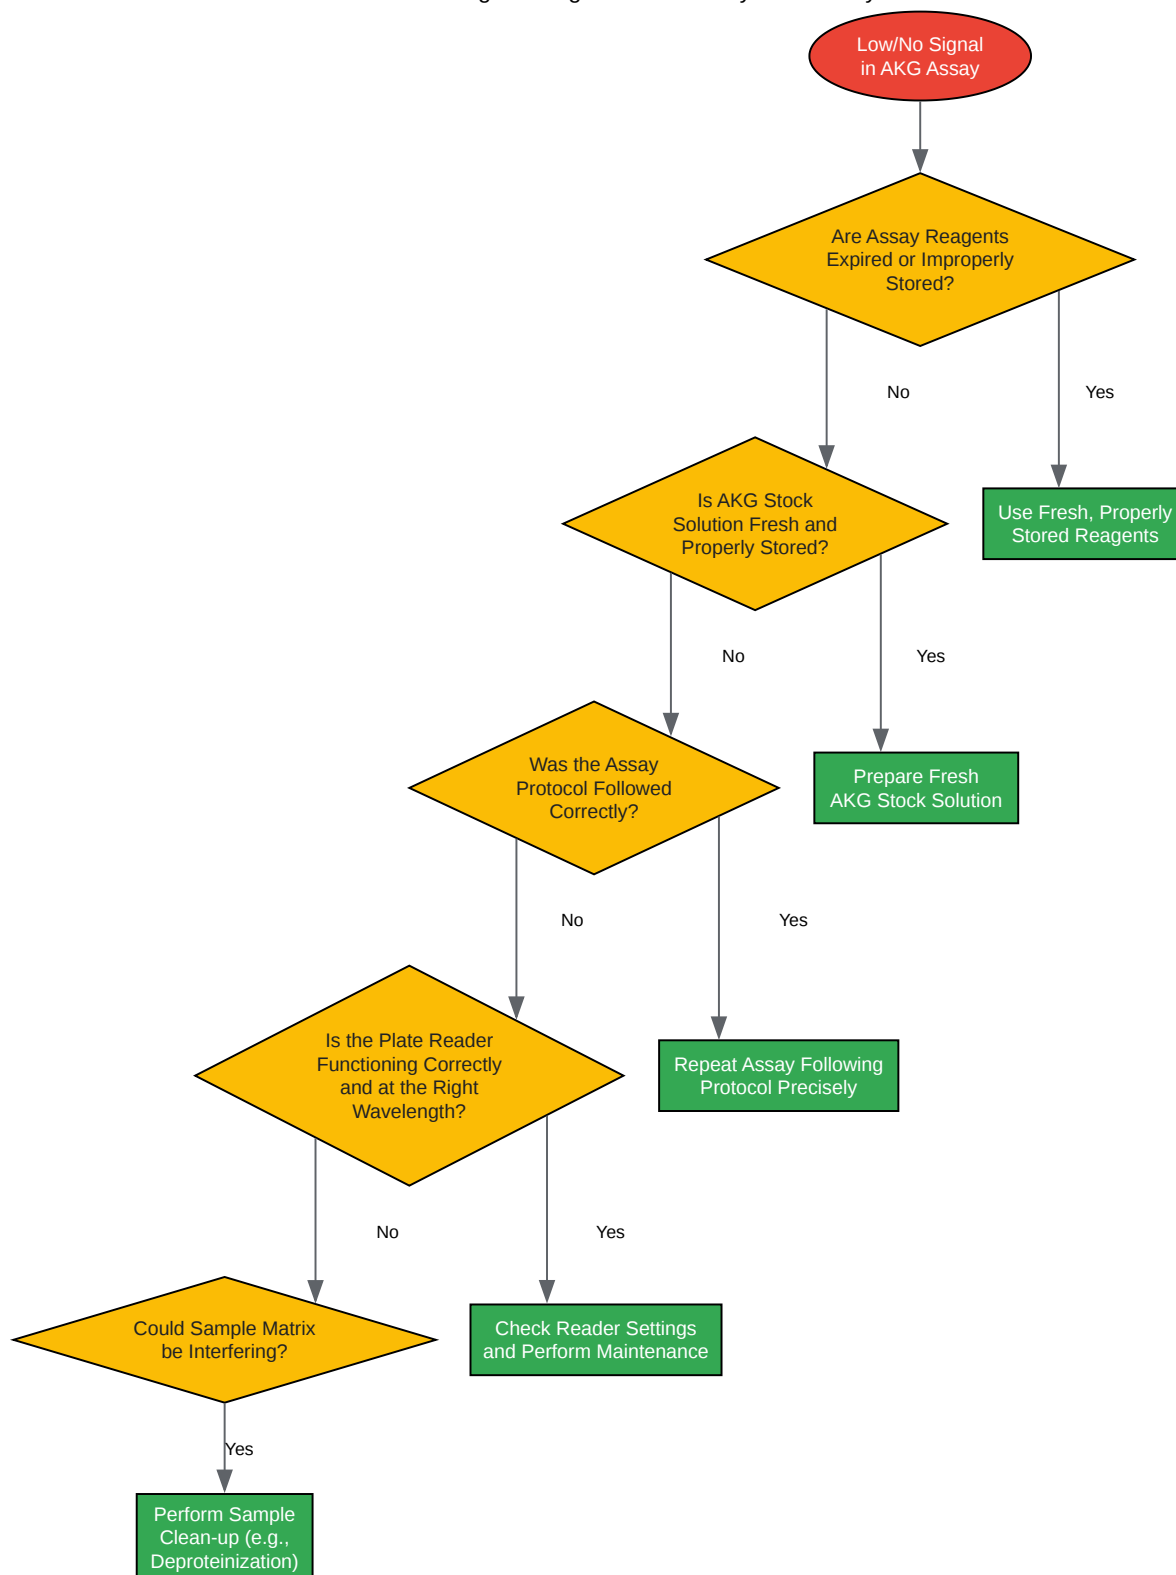 Low/No Signal
in AKG Assay
Are Assay Reagents
Expired or Improperly
Stored?
No
Yes
Is AKG Stock
Solution Fresh and
Properly Stored?
Use Fresh, Properly
Stored Reagents
No
Yes
Was the Assay
Protocol Followed
Correctly?
Prepare Fresh
AKG Stock Solution
No
Yes
Is the Plate Reader
Functioning Correctly
and at the Right
Wavelength?
Repeat Assay Following
Protocol Precisely
No
Yes
Could Sample Matrix
be Interfering?
Check Reader Settings
and Perform Maintenance
Yes
Perform Sample
Clean-up (e.g.,
Deproteinization)